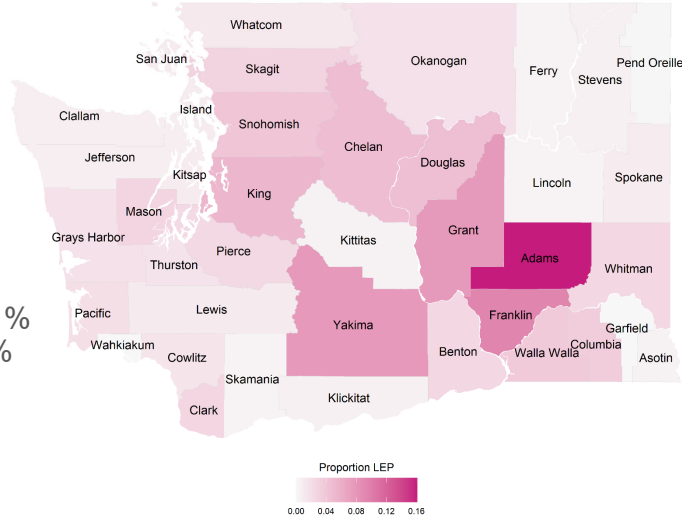 Whatcom
San Juan
Skagit
Okanogan
Ferry
Stevens
Pend Oreille
Island
Clallam
Snohomish
Chelan
Jefferson
Douglas
Kitsap
Lincoln
Spokane
King
Mason
Grant
Grays Harbor
Kittitas
Pierce
Adams
Thurston
Whitman
Pacific
Lewis
%
Yakima
Franklin
Garfield
Wahkiakum
%
Cowlitz
Benton
Walla Walla
Columbia
Asotin
Skamania
Klickitat
Clark
Proportion LEP
0.00 0.04 0.08 0.12 0.16